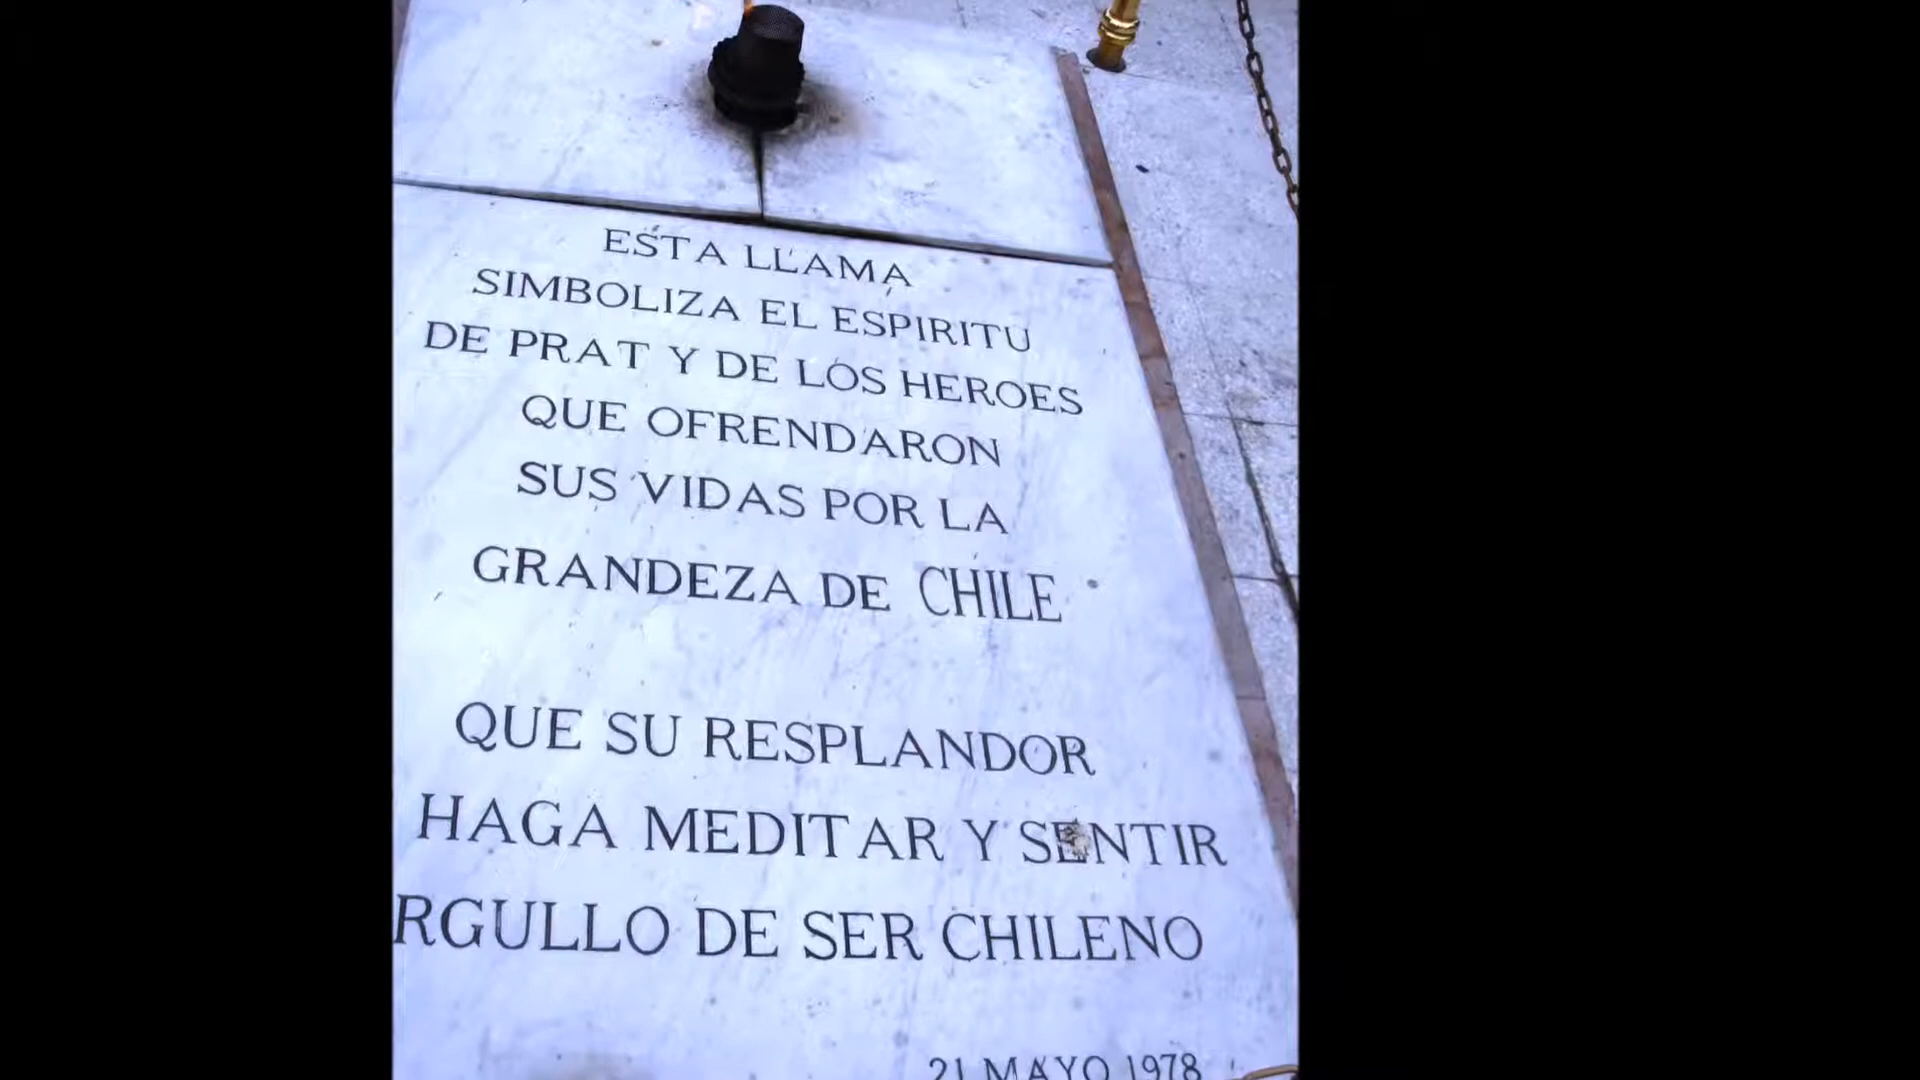 ESTA LLAMA
SIMBOLIZA EL ESPIRITU
DE PRAT Y DE LOS HEROES
QUE OFRENDARON
SUS VIDAS POR LA
GRANDEZA DE CHILE
QUE SU RESPLANDOR
HAGA MEDITAR Y SENTIR
RGULLO DE SER CHILENO
21 MAYO 1978